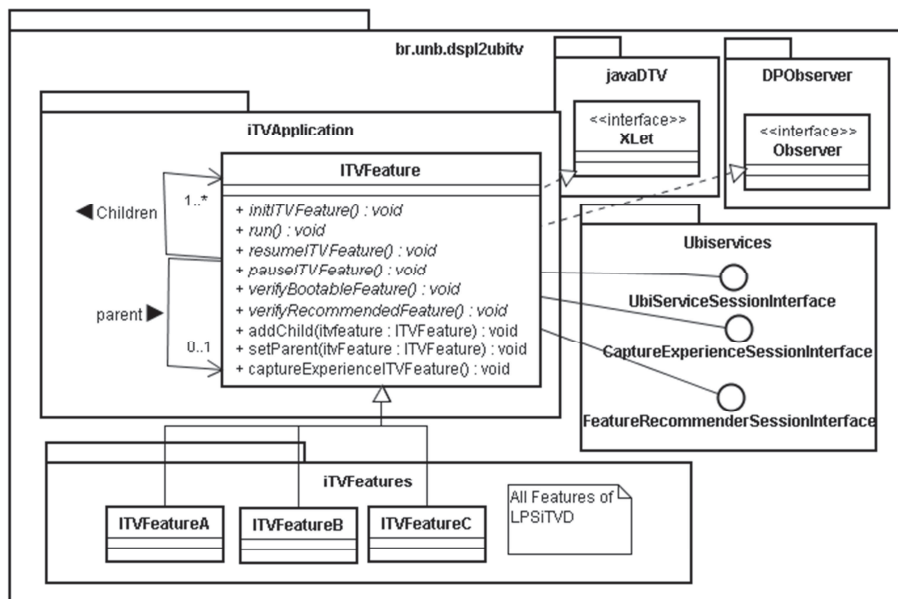 br.unb.dspl2ubitv
javaDTV
<<interface>>
XLet
DPObserver
<<interface>>
Observer
iTVApplication
ITVFeature
+ initITVFeature() : void
+ run() : void
+ resumeITVFeature() : void
+ pauseITVFeature() : void
+ verifyBootableFeature() : void
+ verifyRecommendedFeature() : void
+ addChild(itvfeature : ITVFeature) : void
+ setParent(itvFeature : ITVFeature) : void
+ captureExperienceITVFeature() : void
1..*
◀ Children
parent ▶
0..1
Ubiservices
UbiServiceSessionInterface
CaptureExperienceSessionInterface
FeatureRecommenderSessionInterface
iTVFeatures
ITVFeatureA
ITVFeatureB
ITVFeatureC
All Features of
LPSiTVD